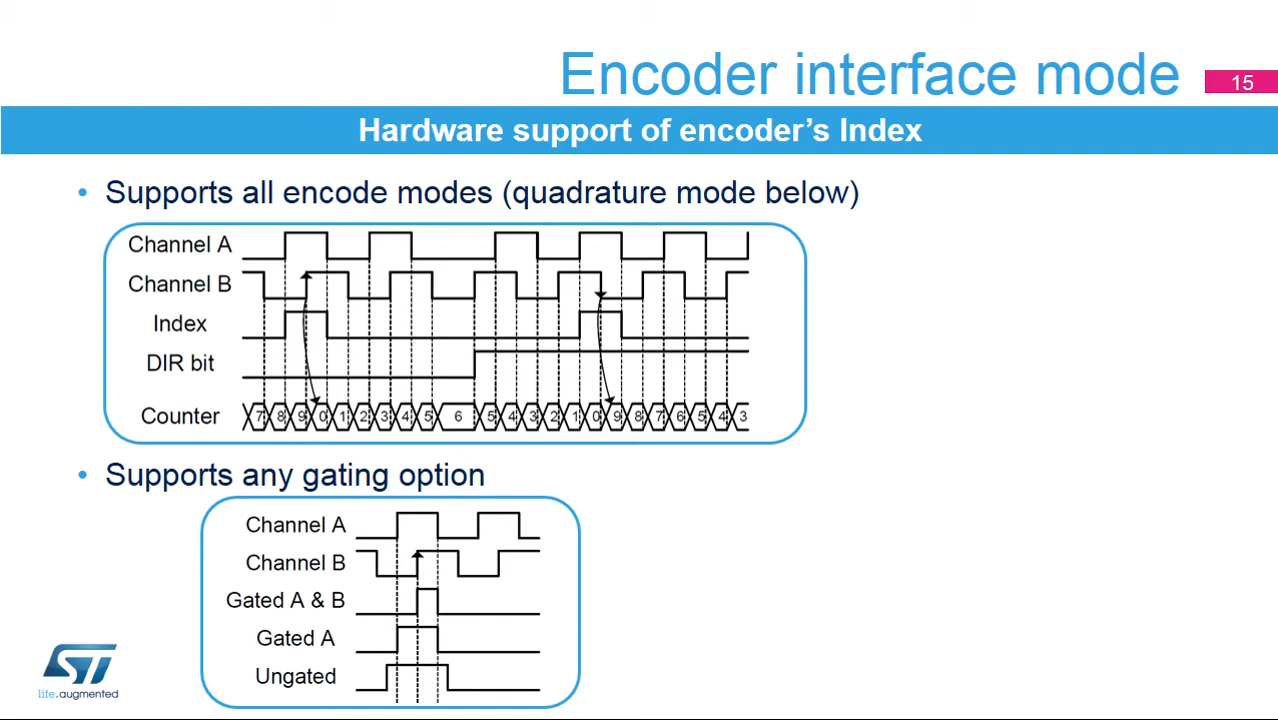 Encoder interface mode
15
Hardware support of encoder's Index
• Supports all encode modes (quadrature mode below)
Channel A
Channel B
Index
DIR bit
Counter 7 8 9 0 1 2 3 4 5 6 5 4 3 2 1 0 9 8 7 6 5 4 3
• Supports any gating option
Channel A
Channel B
Gated A & B
Gated A
Ungated
ST
life.augmented